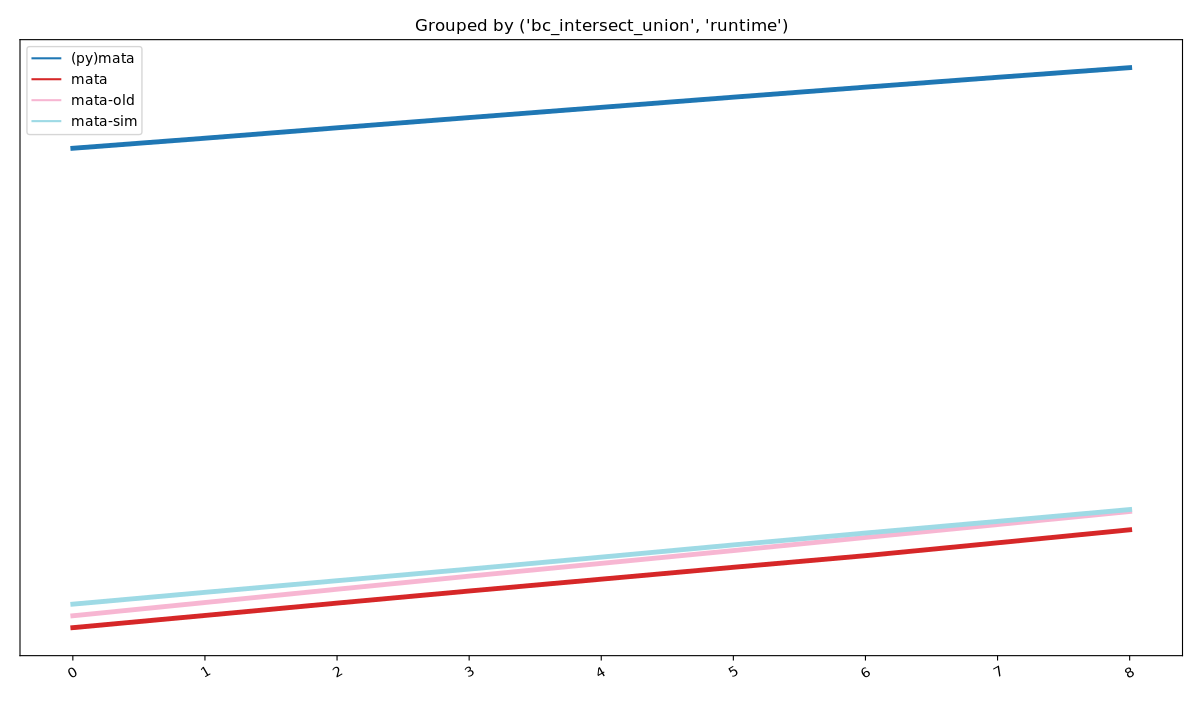 Grouped by ('bc_intersect_union', 'runtime')
(py)mata
mata
mata-old
mata-sim
0 1 2 3 4 5 6 7 8